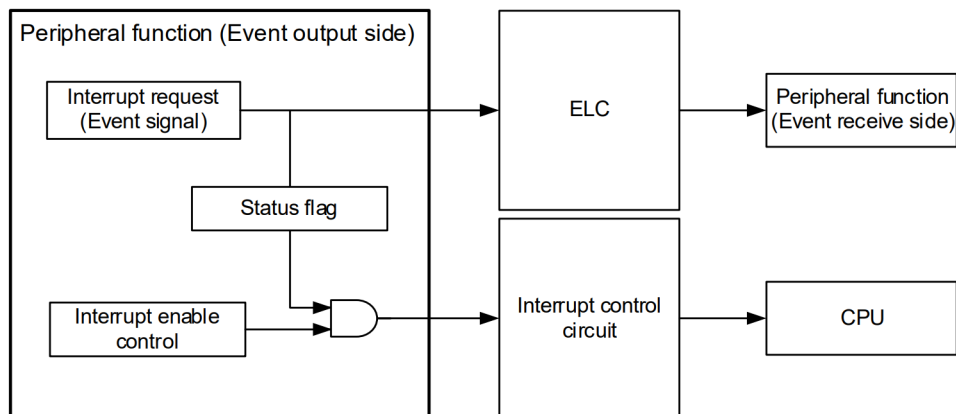 Peripheral function (Event output side)
Interrupt request
(Event signal)
ELC
Peripheral function
(Event receive side)
Status flag
Interrupt enable
control
Interrupt control
circuit
CPU